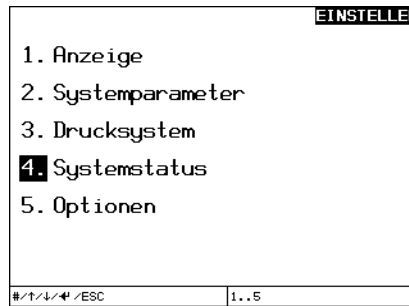 EINSTELLE
1. Anzeige
2. Systemparameter
3. Drucksystem
4. Systemstatus
5. Optionen
#/↑/↓/↵/ESC 1..5